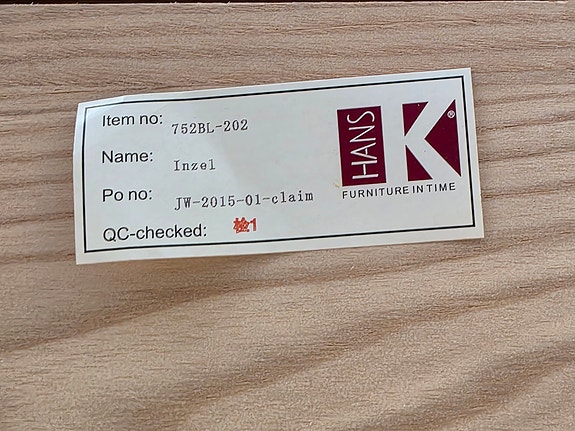 Item no: 752BL-202
Name: Inzel
Po no: JW-2015-01-claim
QC-checked: 检1
HANS K ®
FURNITURE IN TIME